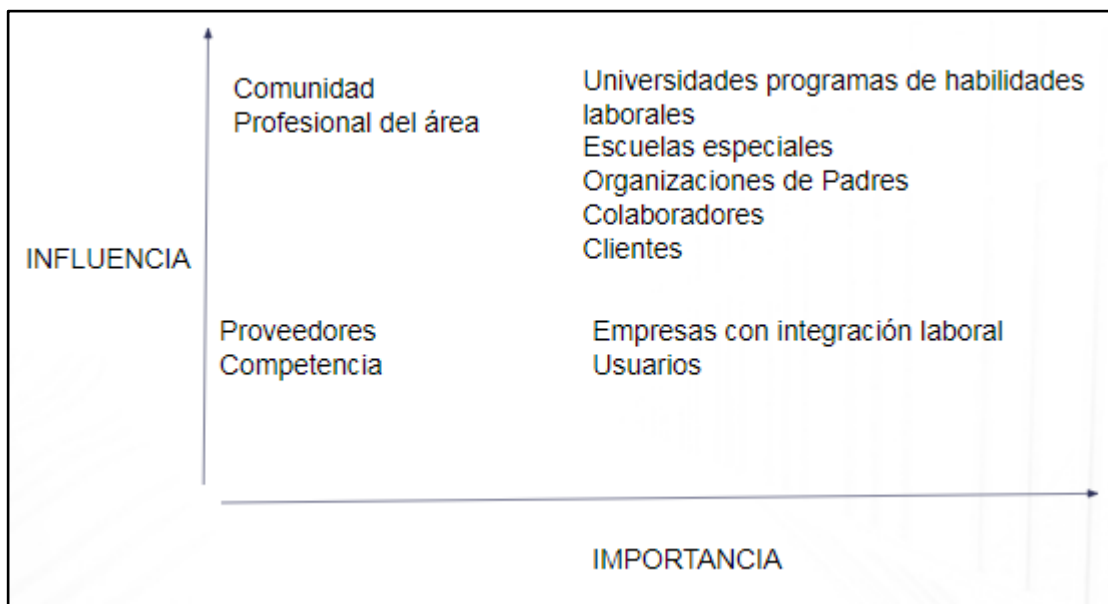 Comunidad
Profesional del área
Universidades programas de habilidades
laborales
Escuelas especiales
Organizaciones de Padres
Colaboradores
Clientes
INFLUENCIA
Proveedores
Competencia
Empresas con integración laboral
Usuarios
IMPORTANCIA